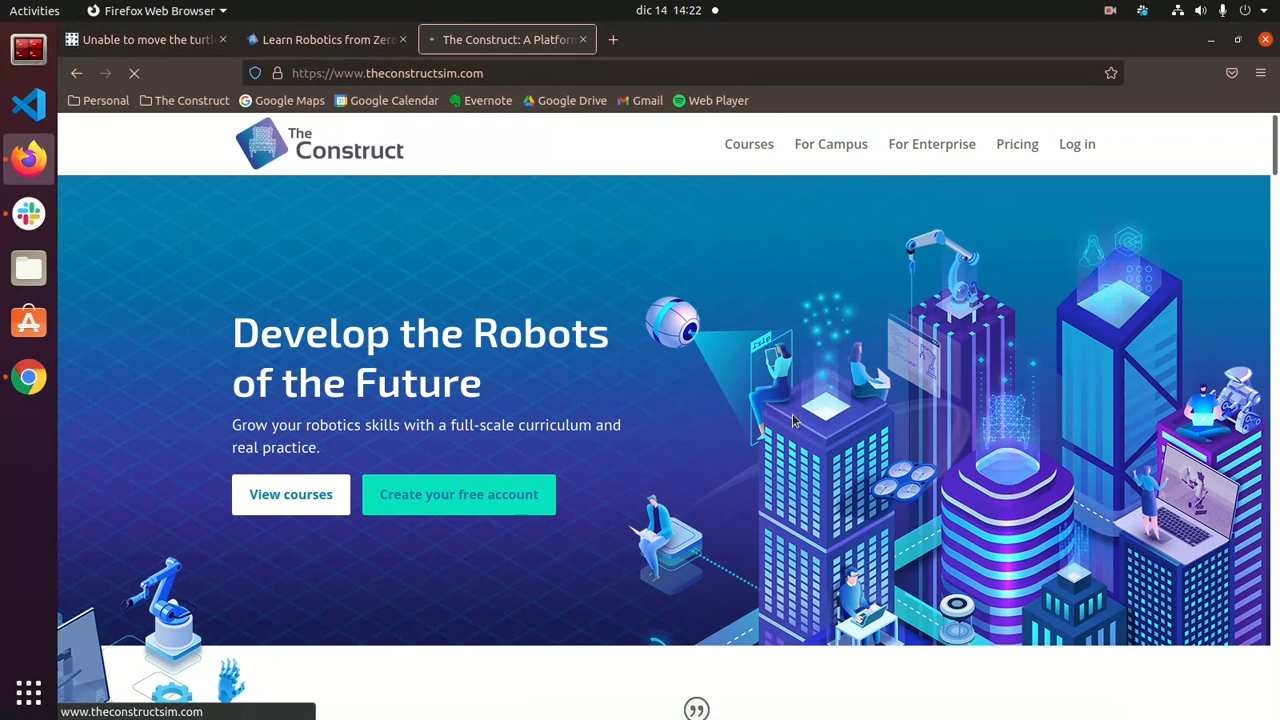 Activities
Firefox Web Browser
dic 14 14:22
Unable to move the turtl
Learn Robotics from Zero
The Construct: A Platform
https://www.theconstructsim.com
Personal
The Construct
Google Maps
Google Calendar
Evernote
Google Drive
Gmail
Web Player
The
Construct
Courses
For Campus
For Enterprise
Pricing
Log in
Develop the Robots
of the Future
Grow your robotics skills with a full-scale curriculum and
real practice.
View courses
Create your free account
www.theconstructsim.com